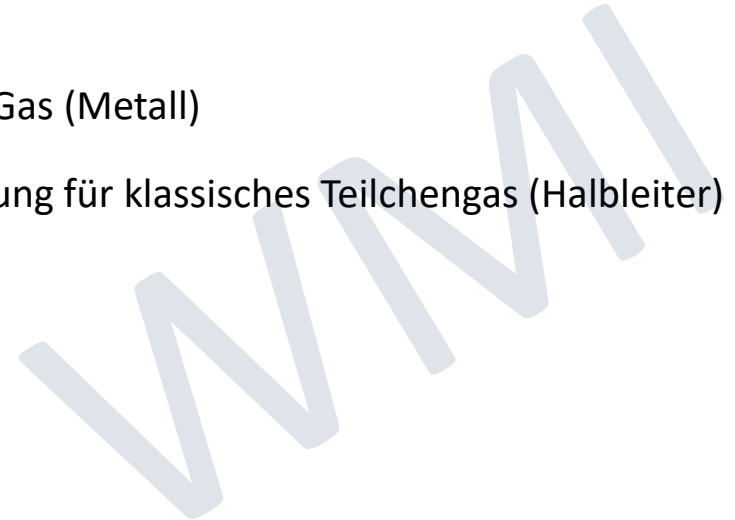 Gas (Metall)
ung für klassisches Teilchengas (Halbleiter)
WMI